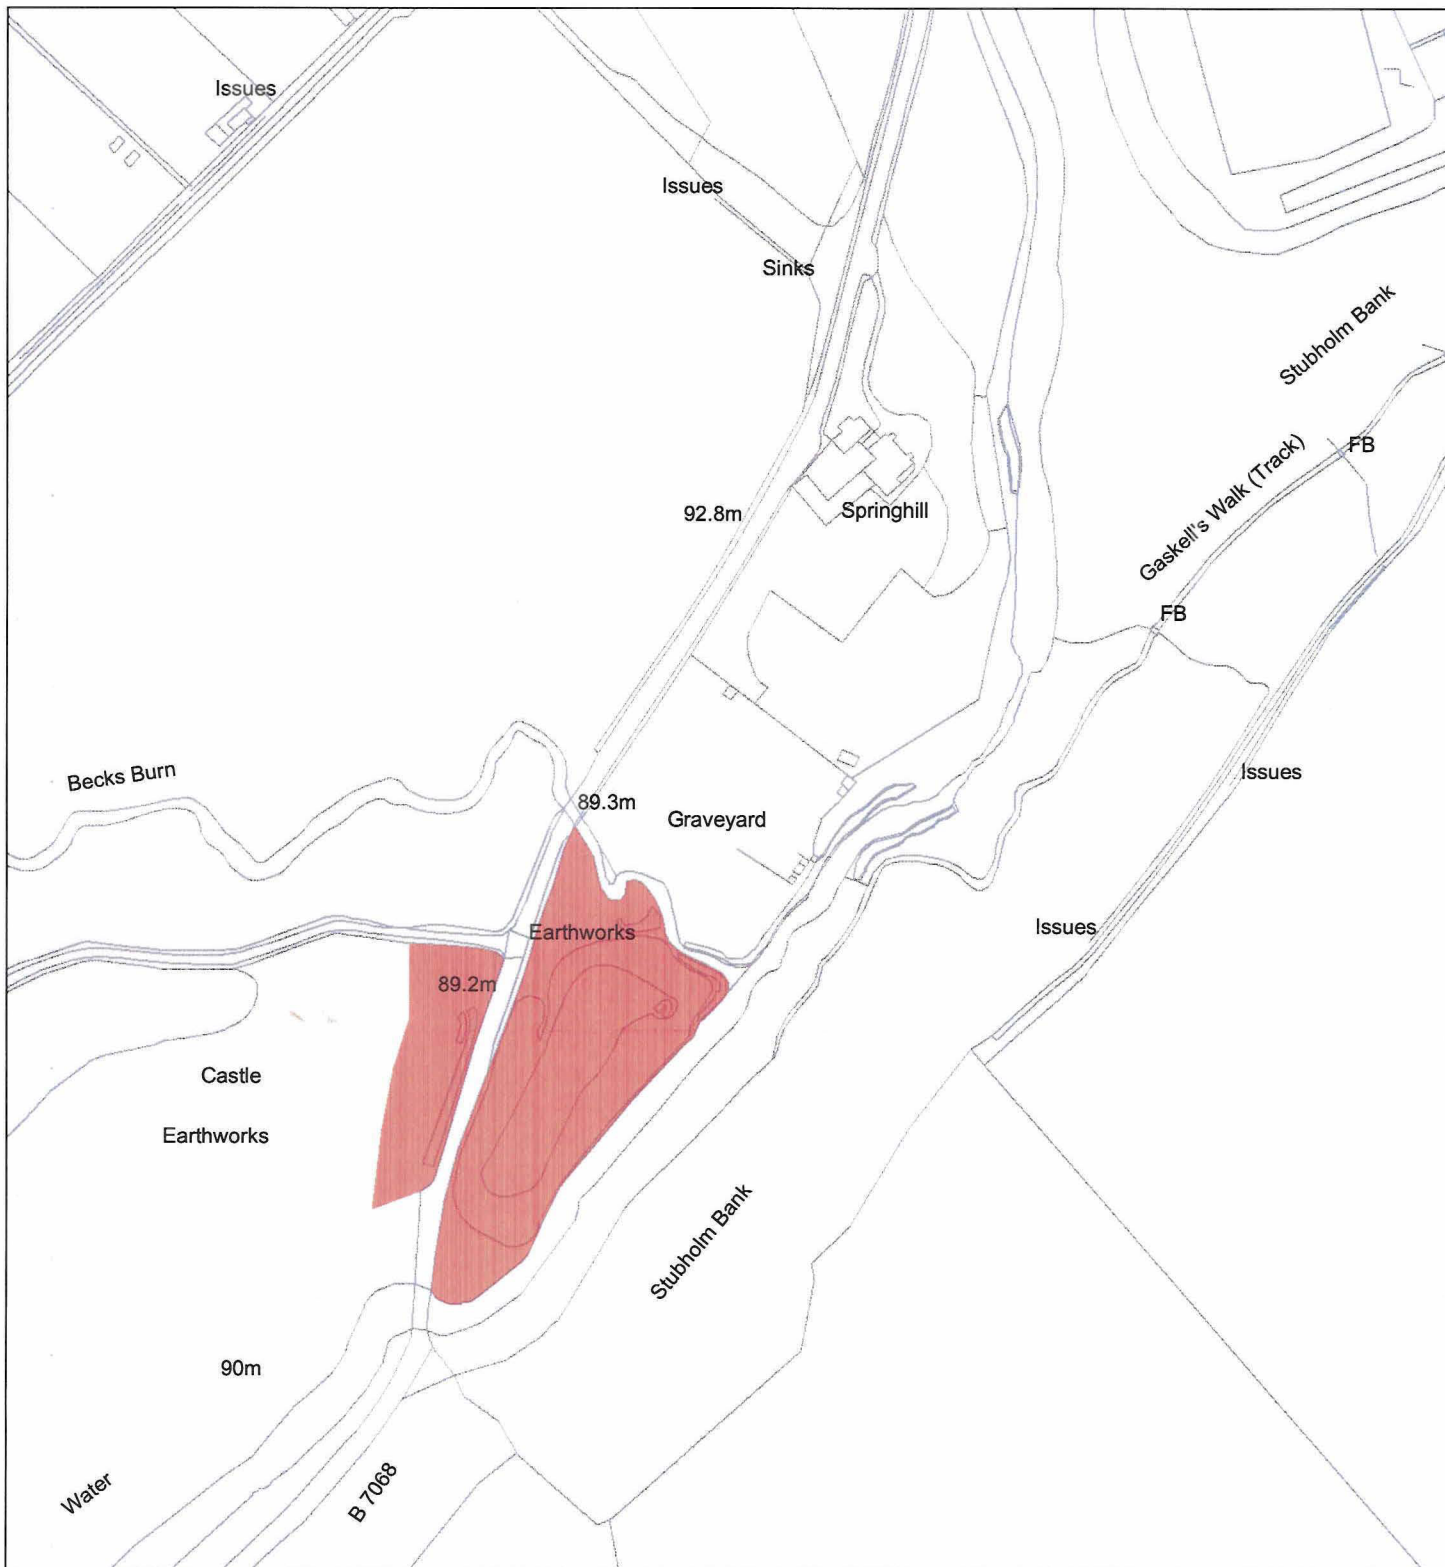 Issues
Issues
Sinks
Stubholm Bank
FB
Gaskell's Walk (Track)
92.8m
Springhill
FB
Becks Burn
Issues
89.3m
Graveyard
Issues
Earthworks
89.2m
Castle
Earthworks
Stubholm Bank
90m
Water
B 7068